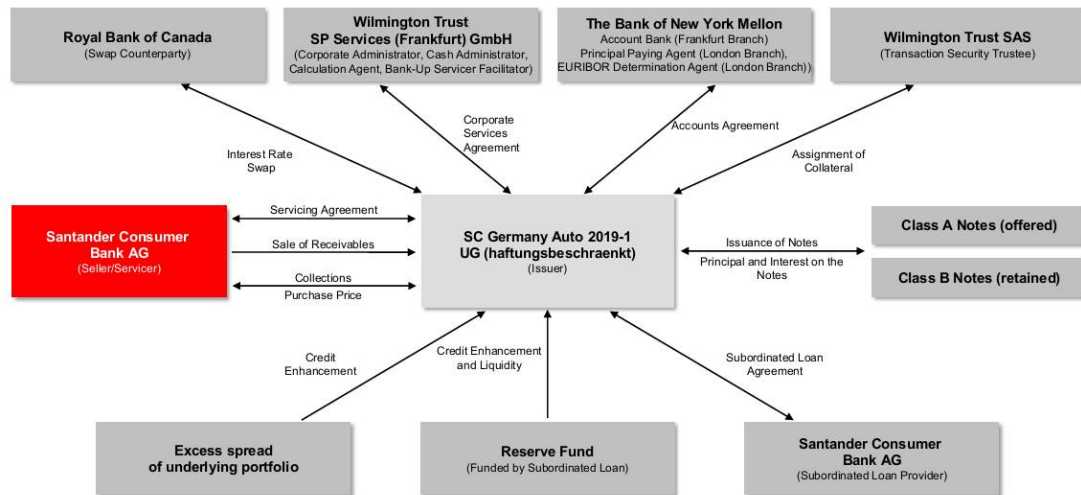 Royal Bank of Canada
(Swap Counterparty)
Wilmington Trust
SP Services (Frankfurt) GmbH
(Corporate Administrator, Cash Administrator,
Calculation Agent, Bank-Up Servicer Facilitator)
The Bank of New York Mellon
Account Bank (Frankfurt Branch)
Principal Paying Agent (London Branch),
EURIBOR Determination Agent (London Branch))
Wilmington Trust SAS
(Transaction Security Trustee)
Interest Rate
Swap
Corporate
Services
Agreement
Accounts Agreement
Assignment of
Collateral
Santander Consumer
Bank AG
(Seller/Servicer)
Servicing Agreement
Sale of Receivables
Collections
Purchase Price
SC Germany Auto 2019-1
UG (haftungsbeschraenkt)
(Issuer)
Issuance of Notes
Principal and Interest on the
Notes
Class A Notes (offered)
Class B Notes (retained)
Credit
Enhancement
Credit Enhancement
and Liquidity
Subordinated Loan
Agreement
Excess spread
of underlying portfolio
Reserve Fund
(Funded by Subordinated Loan)
Santander Consumer
Bank AG
(Subordinated Loan Provider)